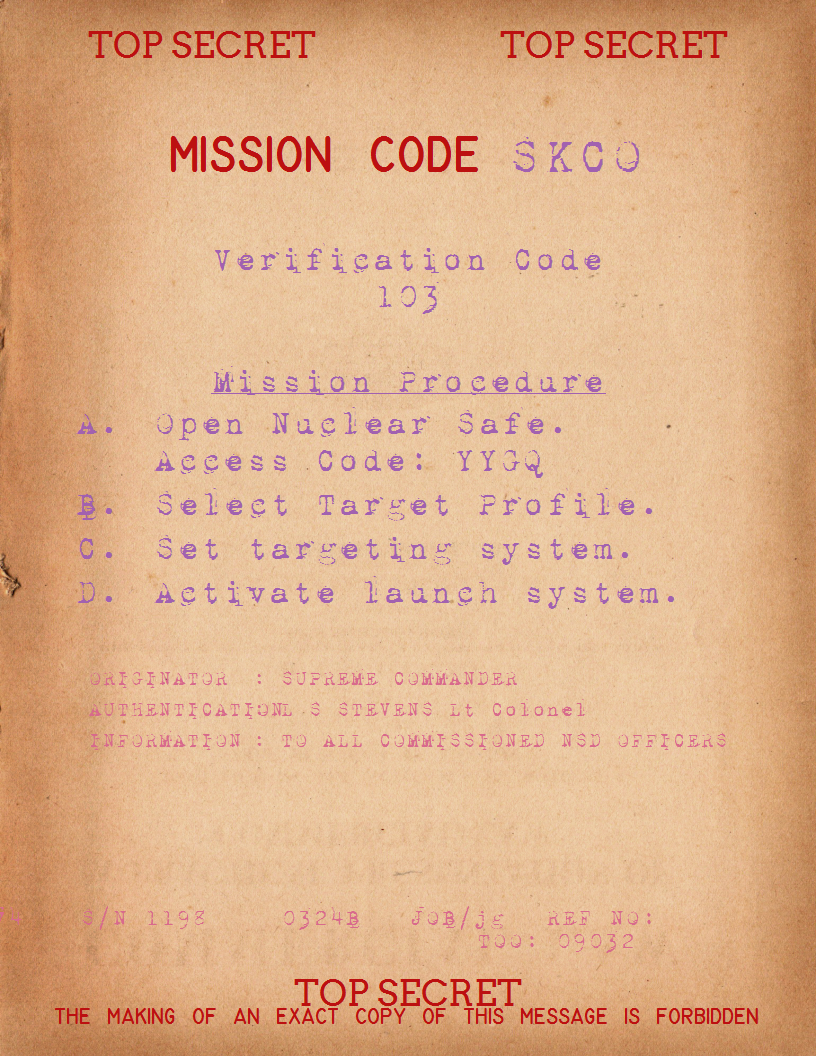 TOP SECRET TOP SECRET
MISSION CODE SKCO
Verification Code
103
Mission Procedure
A. Open Nuclear Safe.
Access Code: YYGQ
B. Select Target Profile.
C. Set targeting system.
D. Activate launch system.
ORIGINATOR : SUPREME COMMANDER
AUTHENTICATIONL S STEVENS Lt Colonel
INFORMATION : TO ALL COMMISSIONED NSD OFFICERS
S/N 1198 0324B JOB/jg REF NO:
TOO: 09032
TOP SECRET
THE MAKING OF AN EXACT COPY OF THIS MESSAGE IS FORBIDDEN